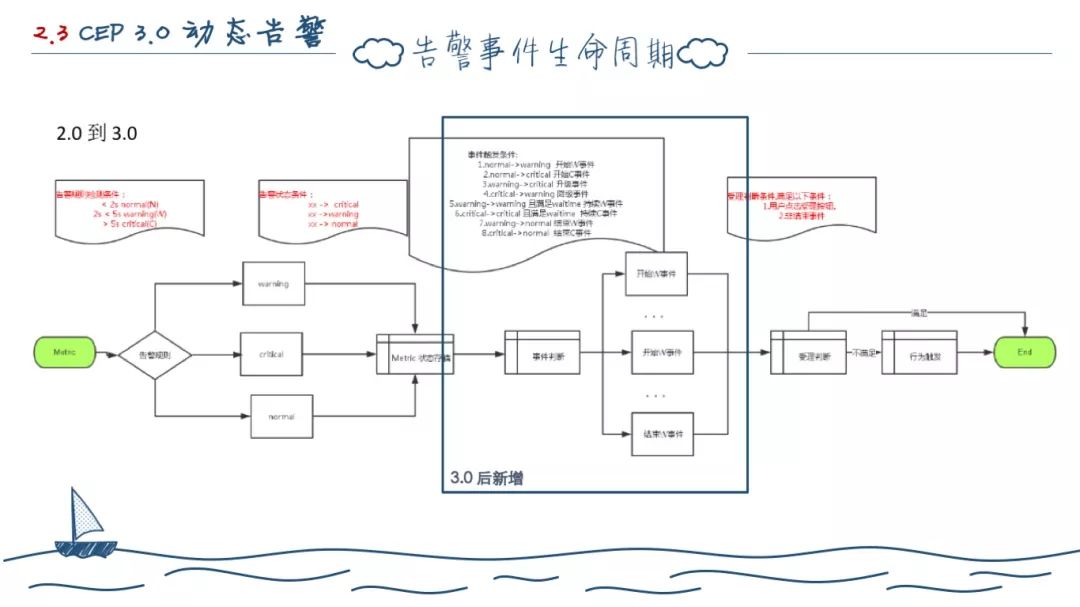 2.3 CEP 3.0 动态告警
告警事件生命周期
2.0 到 3.0
告警规则检测条件：
< 2s normal(N)
2s < 5s warning(W)
> 5s critical(C)
告警状态条件：
xx -> critical
xx ->warning
xx -> normal
事件触发条件:
1.normal->warning 开始W事件
2.normal->critical 开始C事件
3.warning->critical 升级事件
4.critical->warning 降级事件
5.warning->warning 且满足waitime 持续W事件
6.critical->critical 且满足waitime 持续C事件
7.warning->normal 结束W事件
8.critical->normal 结束C事件
受理判断条件,满足以下条件：
1.用户点击受理按钮,
2.非结束事件
Metric
告警规则
warning
critical
normal
Metric 状态存储
事件判断
开始W事件
...
开始W事件
...
结束W事件
受理判断
满足
不满足
行为触发
End
3.0 后新增